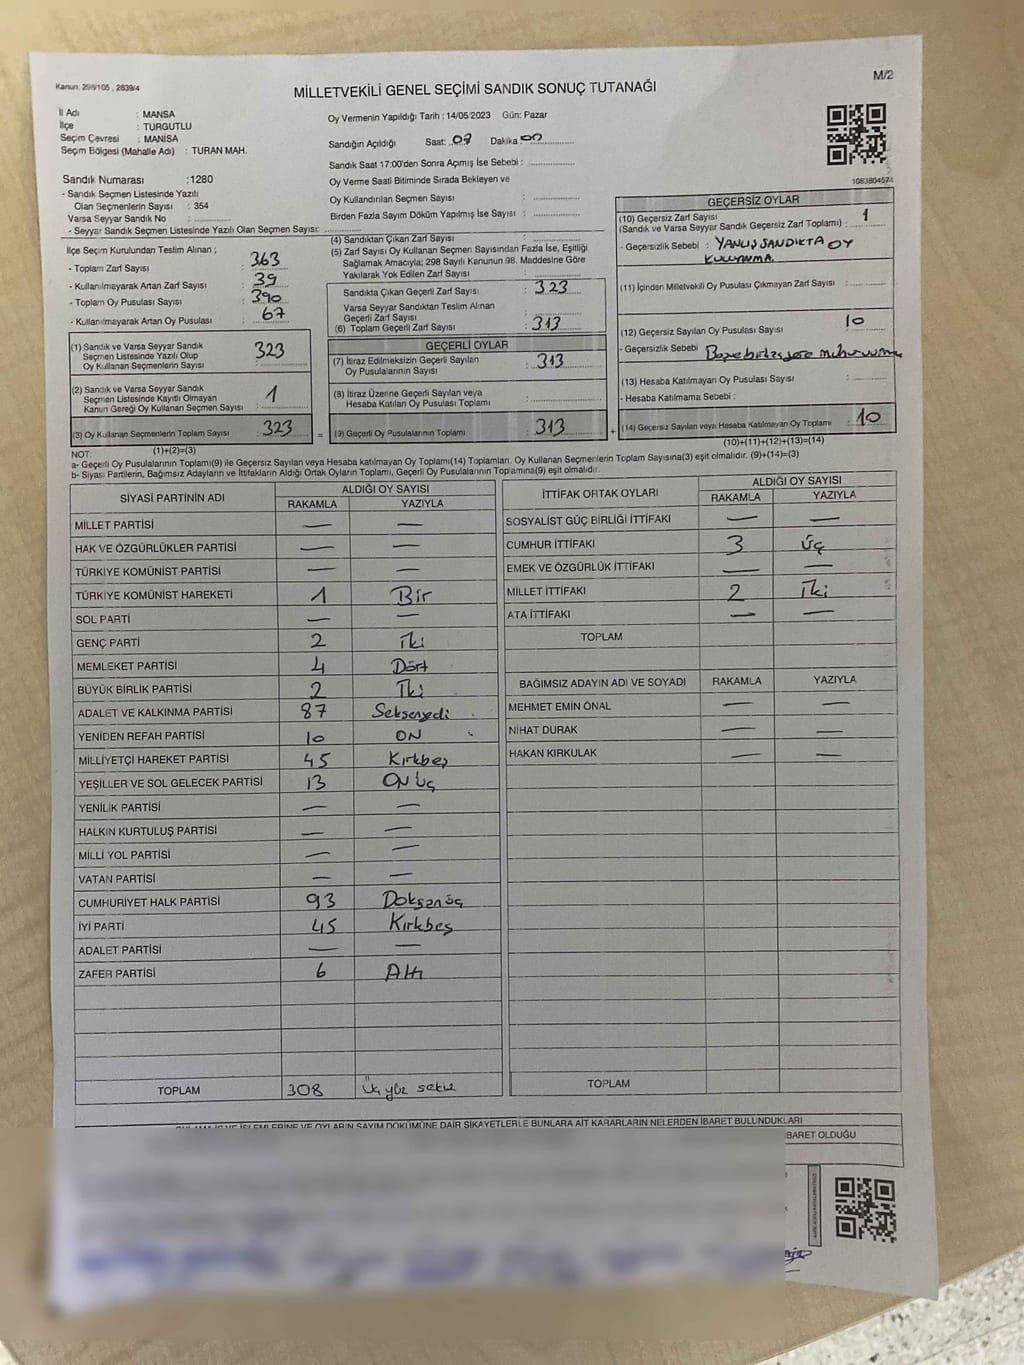 Kanun: 298/105 , 2839/4
M/2
MİLLETVEKİLİ GENEL SEÇİMİ SANDIK SONUÇ TUTANAĞI
İl Adı : MANİSA
İlçe : TURGUTLU
Seçim Çevresi : MANİSA
Seçim Bölgesi (Mahalle Adı) : TURAN MAH.
Sandık Numarası :1280
- Sandık Seçmen Listesinde Yazılı
Olan Seçmenlerin Sayısı : 354
Varsa Seyyar Sandık No :
- Seyyar Sandık Seçmen Listesinde Yazılı Olan Seçmen Sayısı:
Oy Vermenin Yapıldığı Tarih : 14/05/2023 Gün: Pazar
Sandığın Açıldığı Saat: 07 Dakika: 00
Sandık Saat 17:00'den Sonra Açımış İse Sebebi :
Oy Verme Saati Bitiminde Sırada Bekleyen ve
Oy Kullandırılan Seçmen Sayısı :
Birden Fazla Sayım Döküm Yapılmış İse Sayısı :
1083804574
İlçe Seçim Kurulundan Teslim Alınan ;
- Toplam Zarf Sayısı : 363
- Kullanılmayarak Artan Zarf Sayısı : 39
- Toplam Oy Pusulası Sayısı : 390
- Kullanılmayarak Artan Oy Pusulası : 67
(4) Sandıktan Çıkan Zarf Sayısı :
(5) Zarf Sayısı Oy Kullanan Seçmen Sayısından Fazla İse, Eşitliği
Sağlamak Amacıyla; 298 Sayılı Kanunun 98. Maddesine Göre
Yakılarak Yok Edilen Zarf Sayısı :
Sandıkta Çıkan Geçerli Zarf Sayısı : 323
Varsa Seyyar Sandıktan Teslim Alınan
Geçerli Zarf Sayısı :
(6) Toplam Geçerli Zarf Sayısı : 313
GEÇERSİZ OYLAR
(10) Geçersiz Zarf Sayısı
(Sandık ve Varsa Seyyar Sandık Geçersiz Zarf Toplamı) : 1
- Geçersizlik Sebebi : YANLIŞ SANDIKTA OY
KULLANMA.
(11) İçinden Milletvekili Oy Pusulası Çıkmayan Zarf Sayısı :
(12) Geçersiz Sayılan Oy Pusulası Sayısı : 10
- Geçersizlik Sebebi
(13) Hesaba Katılmayan Oy Pusulası Sayısı :
- Hesaba Katılmama Sebebi :
(14) Geçersiz Sayılan veya Hesaba Katılmayan Oy Toplamı : 10
(10)+(11)+(12)+(13)=(14)
(1) Sandık ve Varsa Seyyar Sandık
Seçmen Listesinde Yazılı Olup
Oy Kullanan Seçmenlerin Sayısı : 323
(2) Sandık ve Varsa Seyyar Sandık
Seçmen Listesinde Kayıtlı Olmayan
Kanun Gereği Oy Kullanan Seçmen Sayısı : 1
(3) Oy Kullanan Seçmenlerin Toplam Sayısı : 323 =
(1)+(2)=(3)
GEÇERLİ OYLAR
(7) İtiraz Edilmeksizin Geçerli Sayılan
Oy Pusulalarının Sayısı : 313
(8) İtiraz Üzerine Geçerli Sayılan veya
Hesaba Katılan Oy Pusulası Toplamı :
(9) Geçerli Oy Pusulalarının Toplamı : 313 +
NOT:
a- Geçerli Oy Pusulalarının Toplamı(9) ile Geçersiz Sayılan veya Hesaba katılmayan Oy Toplamı(14) Toplamları, Oy Kullanan Seçmenlerin Toplam Sayısına(3) eşit olmalıdır. (9)+(14)=(3)
b- Siyasi Partilerin, Bağımsız Adayların ve İttifakların Aldığı Ortak Oyların Toplamı, Geçerli Oy Pusulalarının Toplamına(9) eşit olmalıdır.
SİYASİ PARTİNİN ADI ALDIĞI OY SAYISI
RAKAMLA YAZIYLA
MİLLET PARTİSİ — —
HAK VE ÖZGÜRLÜKLER PARTİSİ — —
TÜRKİYE KOMÜNİST PARTİSİ — —
TÜRKİYE KOMÜNİST HAREKETİ 1 Bir
SOL PARTİ — —
GENÇ PARTİ 2 İki
MEMLEKET PARTİSİ 4 Dört
BÜYÜK BİRLİK PARTİSİ 2 İki
ADALET VE KALKINMA PARTİSİ 87 Seksenyedi
YENİDEN REFAH PARTİSİ 10 ON
MİLLİYETÇİ HAREKET PARTİSİ 45 Kırkbeş
YEŞİLLER VE SOL GELECEK PARTİSİ 13 ON üç
YENİLİK PARTİSİ — —
HALKIN KURTULUŞ PARTİSİ — —
MİLLİ YOL PARTİSİ — —
VATAN PARTİSİ — —
CUMHURİYET HALK PARTİSİ 93 Doksanüç
İYİ PARTİ 45 Kırkbeş
ADALET PARTİSİ — —
ZAFER PARTİSİ 6 Altı
TOPLAM 308 Üç yüz sekiz
İTTİFAK ORTAK OYLARI ALDIĞI OY SAYISI
RAKAMLA YAZIYLA
SOSYALİST GÜÇ BİRLİĞİ İTTİFAKI — —
CUMHUR İTTİFAKI 3 üç
EMEK VE ÖZGÜRLÜK İTTİFAKI — —
MİLLET İTTİFAKI 2 İki
ATA İTTİFAKI — —
TOPLAM
BAĞIMSIZ ADAYIN ADI VE SOYADI RAKAMLA YAZIYLA
MEHMET EMİN ÖNAL — —
NİHAT DURAK — —
HAKAN KIRKULAK — —
TOPLAM
İŞLEMLERİNE VE OYLARIN SAYIM DÖKÜMÜNE DAİR ŞİKAYETLERLE BUNLARA AİT KARARLARIN NELERDEN İBARET BULUNDUKLARI
İBARET OLDUĞU